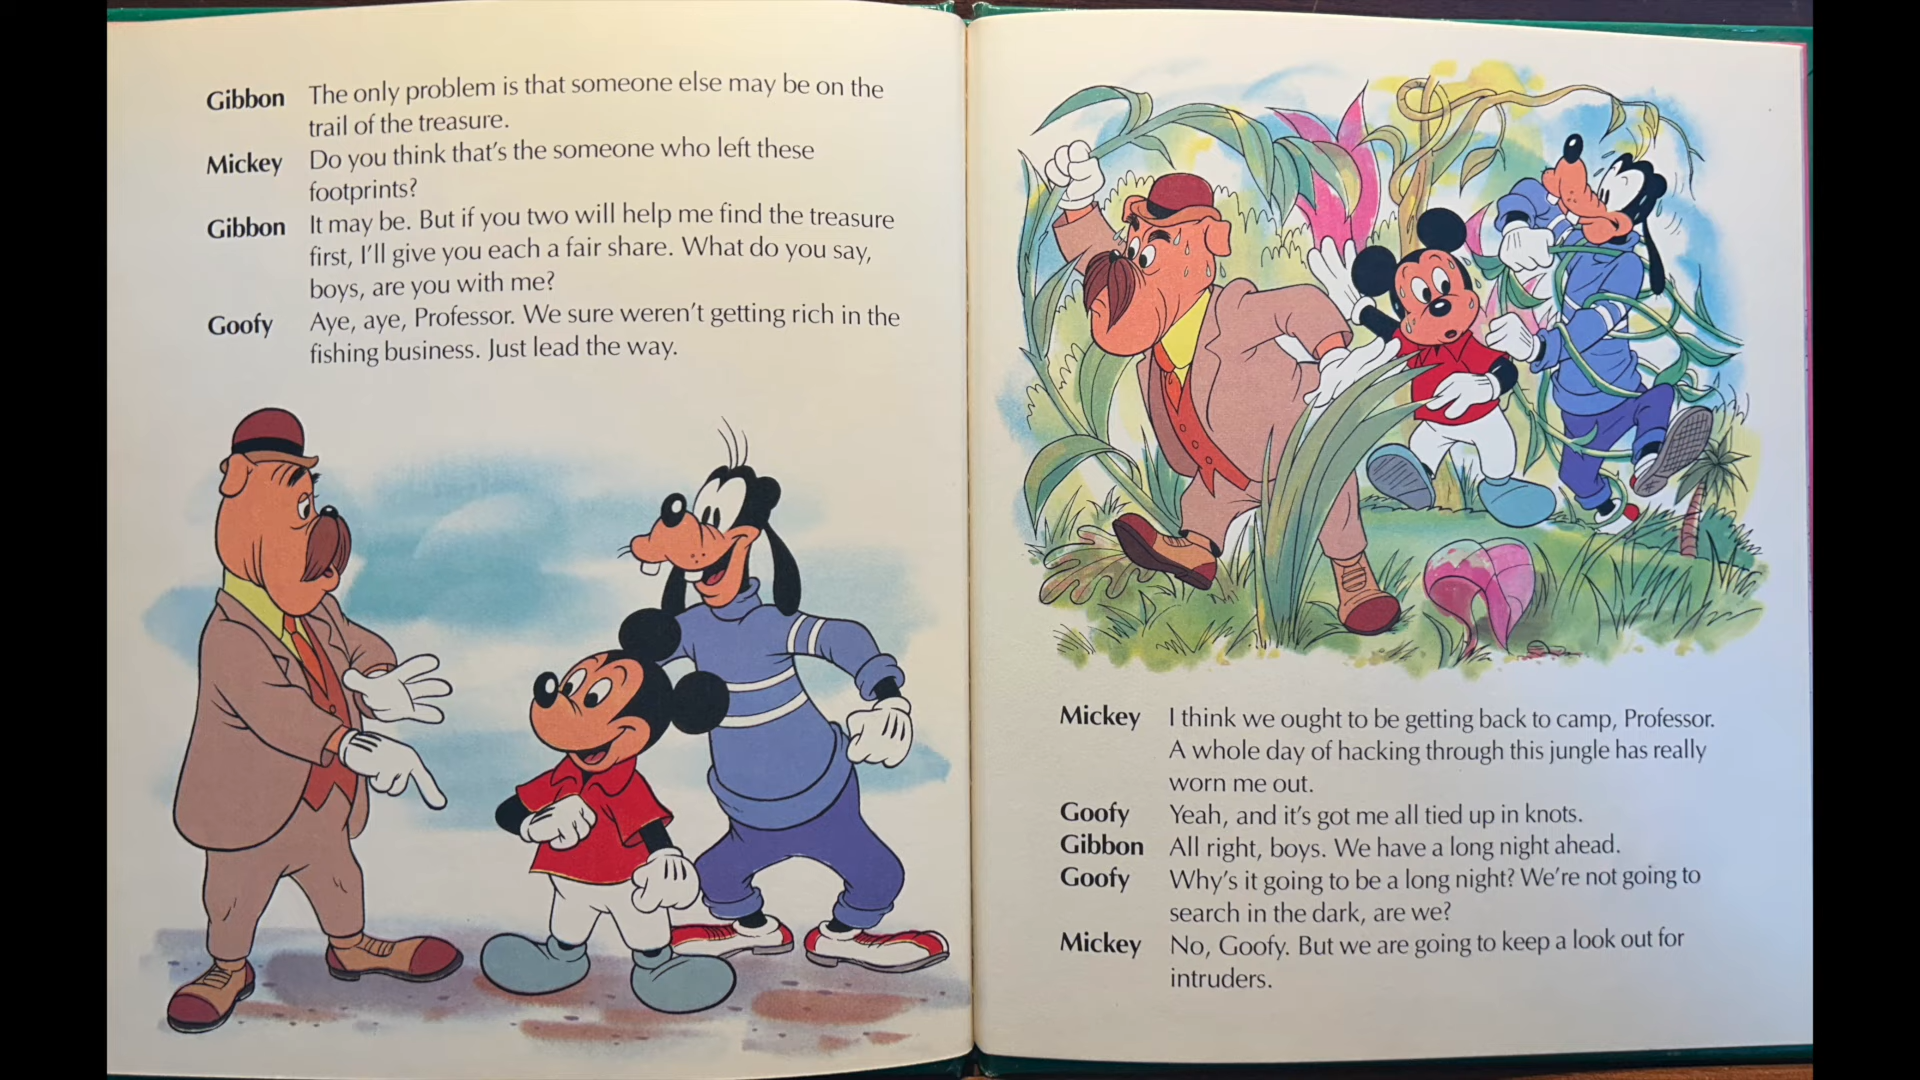 Gibbon The only problem is that someone else may be on the
trail of the treasure.
Mickey Do you think that's the someone who left these
footprints?
Gibbon It may be. But if you two will help me find the treasure
first, I'll give you each a fair share. What do you say,
boys, are you with me?
Goofy Aye, aye, Professor. We sure weren't getting rich in the
fishing business. Just lead the way.
Mickey I think we ought to be getting back to camp, Professor.
A whole day of hacking through this jungle has really
worn me out.
Goofy Yeah, and it's got me all tied up in knots.
Gibbon All right, boys. We have a long night ahead.
Goofy Why's it going to be a long night? We're not going to
search in the dark, are we?
Mickey No, Goofy. But we are going to keep a look out for
intruders.